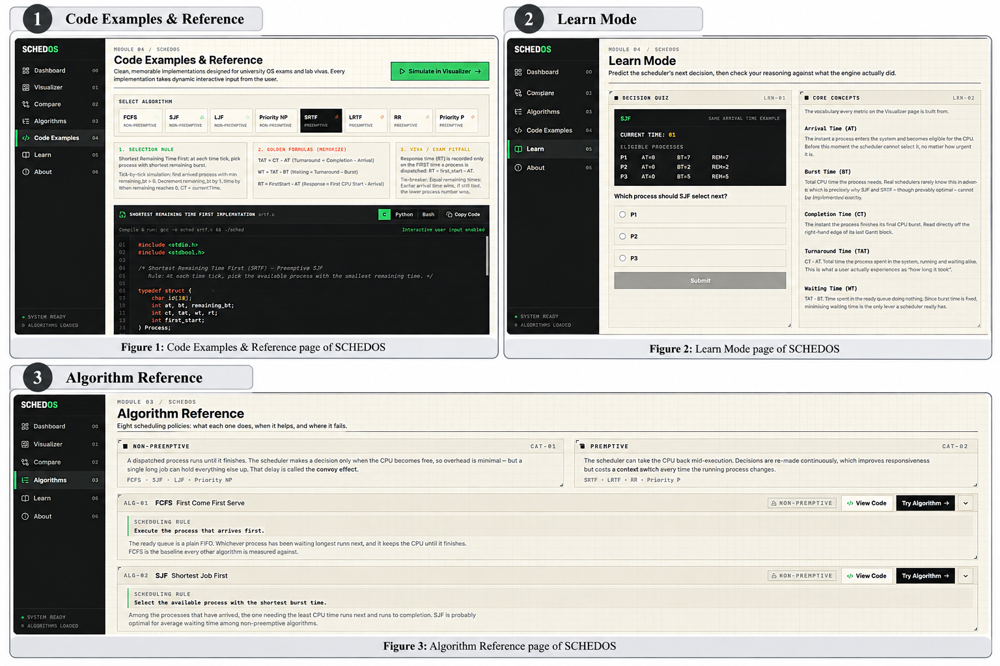 1
Code Examples & Reference
SCHEDOS
Dashboard 00
Visualizer 01
Compare 02
Algorithms 03
Code Examples 04
Learn 05
About 06
SYSTEM READY
ALGORITHMS LOADED
MODULE 04 / SCHEDOS
Code Examples & Reference
Clean, memorable implementations designed for university OS exams and lab vivas. Every
implementation takes dynamic interactive input from the user.
Simulate in Visualizer →
SELECT ALGORITHM
FCFS
NON-PREEMPTIVE
SJF
NON-PREEMPTIVE
LJF
NON-PREEMPTIVE
Priority NP
NON-PREEMPTIVE
SRTF
PREEMPTIVE
LRTF
PREEMPTIVE
RR
PREEMPTIVE
Priority P
PREEMPTIVE
1. SELECTION RULE
Shortest Remaining Time First: at each time tick, pick
process with shortest remaining burst.
Tick-by-tick simulation: find arrived process with min
remaining_bt > 0. Decrement remaining_bt by 1, time by
When remaining reaches 0, CT = currentTime.
2. GOLDEN FORMULAS (MEMORIZE)
TAT = CT - AT (Turnaround = Completion - Arrival)
WT = TAT - BT (Waiting = Turnaround - Burst)
RT = FirstStart - AT (Response = First CPU Start - Arrival)
3. VIVA / EXAM PITFALL
Response time (RT) is recorded only
on the FIRST time a process is
dispatched: RT = first_start - AT.
Tie-breaker. Equal remaining times:
Earlier arrival time wins; if still tied,
the lower process number wins.
SHORTEST REMAINING TIME FIRST IMPLEMNTATION srtf.c
C Python Bash Copy Code
Compile & run: gcc -o sched srtf.c && ./sched
Interactive user input enabled
01 #include <stdio.h>
02 #include <stdbool.h>
03
06 /* Shortest Remaining Time First (SRTF) – Preemptive SJF
05 Rule: At each time tick, pick the available process with the smallest remaining time. */
05
08 typedef struct {
09 char id[10];
10 int at, bt, remaining_bt;
11 int ct, tat, wt, rt;
13 int first_start;
24 } Process;
Figure 1: Code Examples & Reference page of SCHEDOS
2
Learn Mode
SCHEDOS
Dashboard 00
Compare 02
Algorithms 03
Code Examples 04
Learn 05
About 06
SYSTEM READY
ALGORITHMS LOADED
MODULE 04 / SCHEDOS
Learn Mode
Predict the scheduler's next decision, then check your reasoning against what the engine actually did.
DECISION QUIZ LRN-01
SJF SAME ARRIVAL TIME EXAMPLE
CURRENT TIME: 01
ELIGIBLE PROCESSES
P1 AT=0 BT=7 REM=7
P2 AT=0 BT=2 REM=2
P3 AT=0 BT=5 REM=5
Which process should SJF select next?
P1
P2
P3
Submit
CORE CONCEPTS LRN-02
The vocabulary every metric on the Visualizer page is built from.
Arrival Time (AT)
The instant a process enters the system and becomes eligible for the CPU.
Before this moment the scheduler cannot select it, no matter how urgent
it is.
Burst Time (BT)
Total CPU time the process needs. Real schedulers rarely know this in advan-
n which is precisely why SJF and SRTF – though provably optimal – cannot
be implemented exactly.
Completion Time (CT)
The instant the process finishes its final CPU burst. Read directly off the
right-hand edge of its last Gantt block.
Turnaround Time (TAT)
CT - AT. Total time the process spent in the system, running and waiting alike.
This is what a user actually experiences as “how long it took”.
Waiting Time (WT)
TAT - BT. Time spent in the ready queue doing nothing. Since burst time is fixed,
minimising waiting time is the only lever a scheduler really has.
Figure 2: Learn Mode page of SCHEDOS
3
Algorithm Reference
SCHEDOS
Dashboard 00
Visualizer 01
Compare 02
Algorithms 03
Learn 06
About 06
SYSTEM READY
ALGORITHMS LOADED
MODULE 03 / SCHEDOS
Algorithm Reference
Eight scheduling policies: what each one does, when it helps, and where it fails.
NON-PREEMPTIVE CAT-01
A dispatched process runs until it finishes. The scheduler makes a decision only when the CPU becomes free, so overhead is minimal — but a
single long job can hold everything else up. That delay is called the convoy effect.
FCFS · SJF · LJF · Priority NP
PREMPTIVE CAT-02
The scheduler can take the CPU back mid-execution. Decisions are re-made continuously, which improves responsiveness
but costs a context switch every time the running process changes.
SRTF · LRTF · RR · Priority P
ALG-01 FCFS First Come First Serve
NON-PREMPTIVE </> View Code Try Algorithm →
SCHEDULING RULE
Execute the process that arrives first.
The ready queue is a plain FIFO. Whichever process has been waiting longest runs next, and it keeps the CPU until it finishes.
FCFS is the baseline every other algorithm is measured against.
ALG-02 SJF Shortest Job First
NON-PREMPTIVE </> View Code Try Algorithm →
SCHEDULING RULE
Select the available process with the shortest burst time.
Among the processes that have arrived, the one needing the least CPU time runs next and runs to completion. SJF is probably
optimal for average waiting time among non-preemptive algorithms.
Figure 3: Algorithm Reference page of SCHEDOS